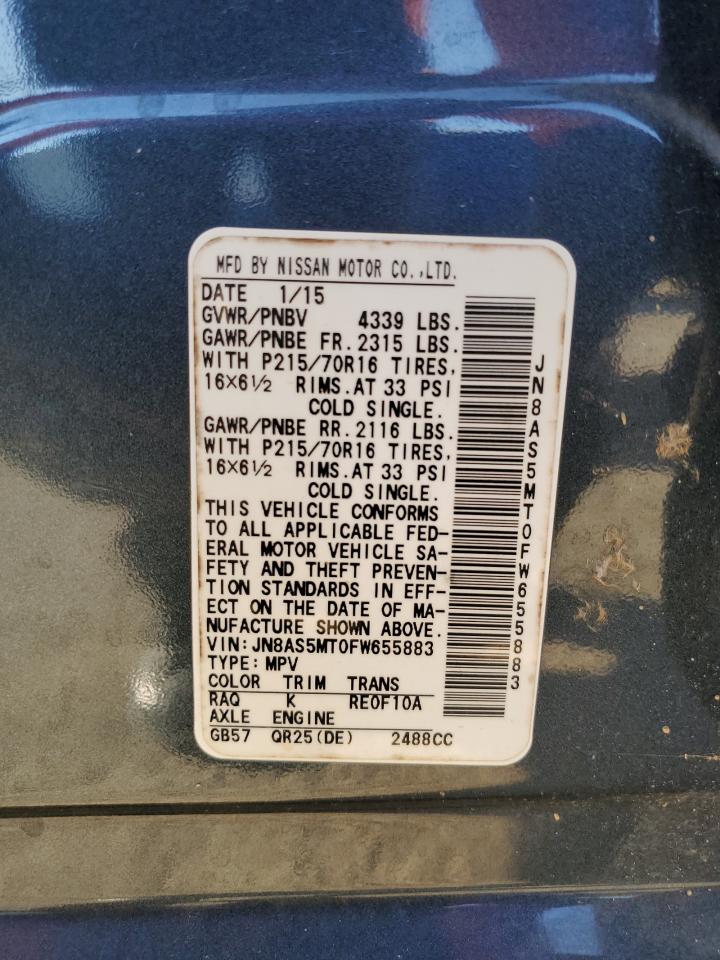 MFD BY NISSAN MOTOR CO.,LTD.
DATE 1/15
GVWR/PNBV 4339 LBS.
GAWR/PNBE FR. 2315 LBS.
WITH P215/70R16 TIRES,
16X6½ RIMS.AT 33 PSI
COLD SINGLE.
GAWR/PNBE RR. 2116 LBS.
WITH P215/70R16 TIRES,
16X6½ RIMS.AT 33 PSI
COLD SINGLE.
THIS VEHICLE CONFORMS
TO ALL APPLICABLE FED-
ERAL MOTOR VEHICLE SA-
FETY AND THEFT PREVEN-
TION STANDARDS IN EFF-
ECT ON THE DATE OF MA-
NUFACTURE SHOWN ABOVE.
VIN:JN8AS5MT0FW655883
TYPE:MPV
COLOR TRIM TRANS
RAQ K RE0F10A
AXLE ENGINE
GB57 QR25(DE) 2488CC
JN8AS5MT0FW655883